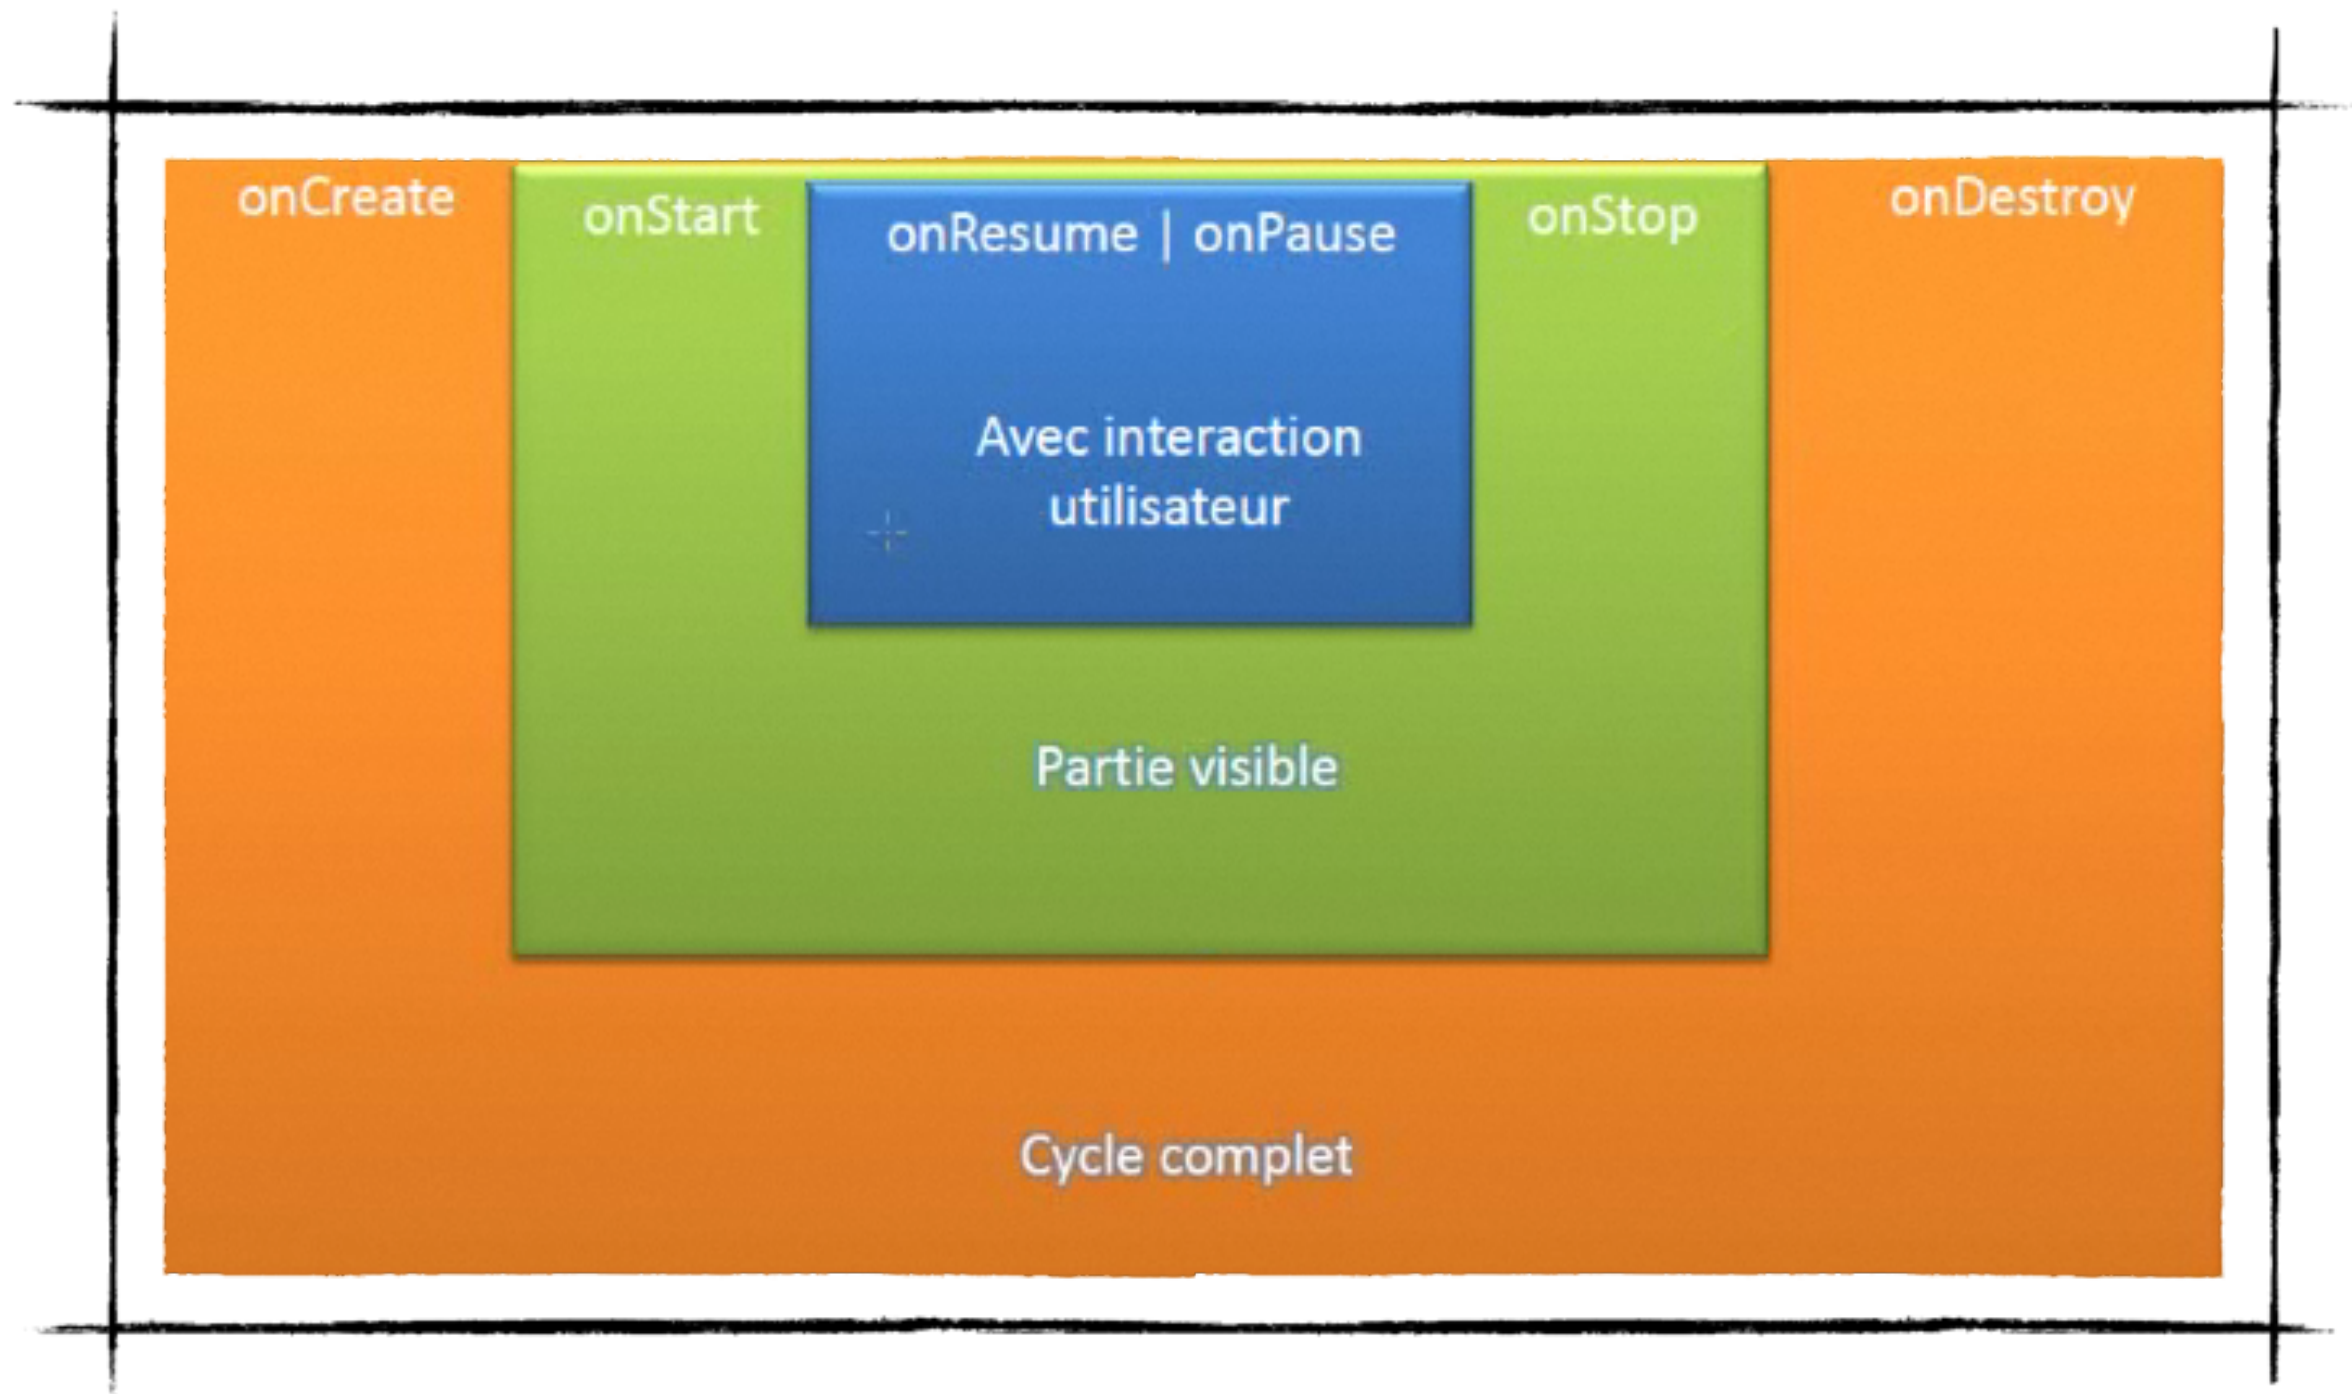 onCreate
onStart
onResume | onPause
onStop
onDestroy
Avec interaction
utilisateur
Partie visible
Cycle complet